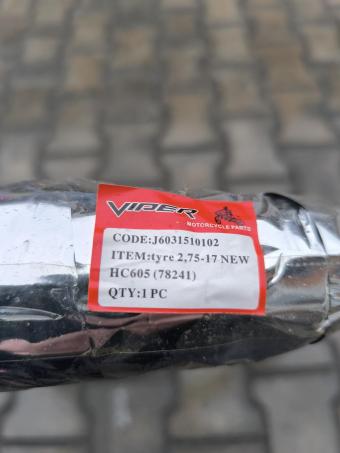 VIPER
MOTORCYCLE PARTS
CODE:J6031510102
ITEM:tyre 2,75-17 NEW
HC605 (78241)
QTY:1 PC